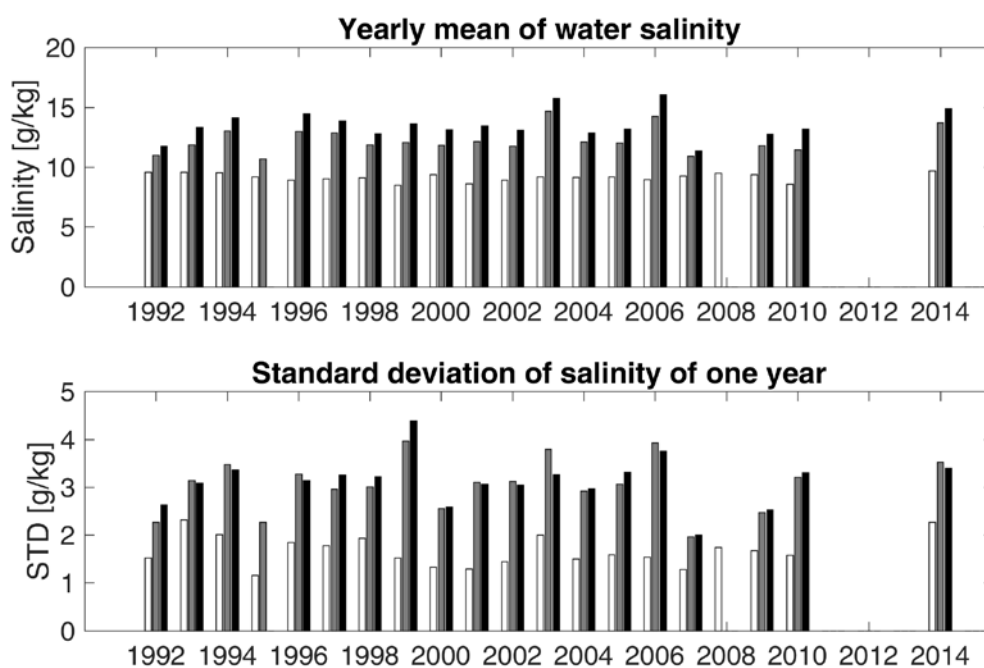 Yearly mean of water salinity
Salinity [g/kg]
20
15
10
5
0
1992 1994 1996 1998 2000 2002 2004 2006 2008 2010 2012 2014
Standard deviation of salinity of one year
STD [g/kg]
5
4
3
2
1
0
1992 1994 1996 1998 2000 2002 2004 2006 2008 2010 2012 2014